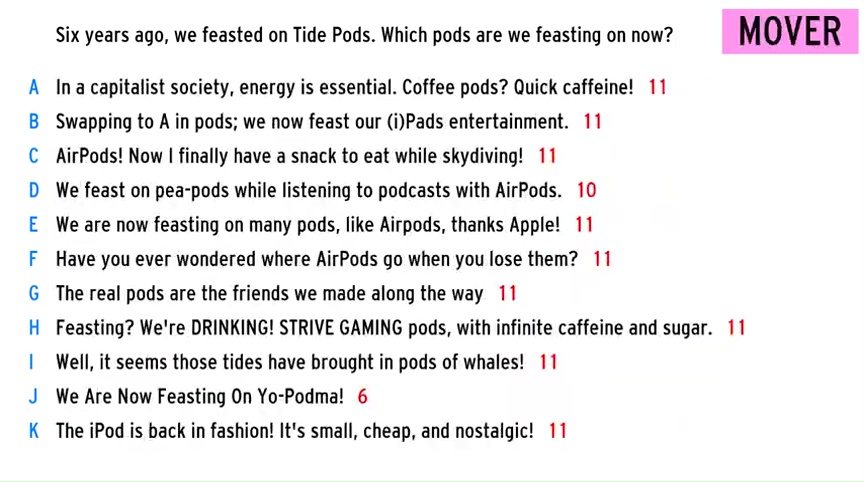 Six years ago, we feasted on Tide Pods. Which pods are we feasting on now?
MOVER
A In a capitalist society, energy is essential. Coffee pods? Quick caffeine! 11
B Swapping to A in pods; we now feast our (i)Pads entertainment. 11
C AirPods! Now I finally have a snack to eat while skydiving! 11
D We feast on pea-pods while listening to podcasts with AirPods. 10
E We are now feasting on many pods, like Airpods, thanks Apple! 11
F Have you ever wondered where AirPods go when you lose them? 11
G The real pods are the friends we made along the way 11
H Feasting? We're DRINKING! STRIVE GAMING pods, with infinite caffeine and sugar. 11
I Well, it seems those tides have brought in pods of whales! 11
J We Are Now Feasting On Yo-Podma! 6
K The iPod is back in fashion! It's small, cheap, and nostalgic! 11